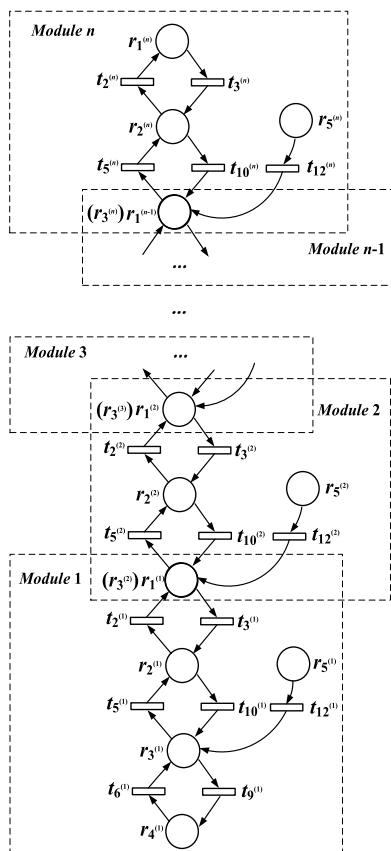 Module n
r₁⁽ⁿ⁾
t₂⁽ⁿ⁾ t₃⁽ⁿ⁾
r₂⁽ⁿ⁾ r₅⁽ⁿ⁾
t₅⁽ⁿ⁾ t₁₀⁽ⁿ⁾ t₁₂⁽ⁿ⁾
(r₃⁽ⁿ⁾) r₁⁽ⁿ⁻¹⁾
Module n-1
...
...
Module 3 ...
(r₃⁽³⁾) r₁⁽²⁾ Module 2
t₂⁽²⁾ t₃⁽²⁾
r₂⁽²⁾ r₅⁽²⁾
t₅⁽²⁾ t₁₀⁽²⁾ t₁₂⁽²⁾
Module 1 (r₃⁽²⁾) r₁⁽¹⁾
t₂⁽¹⁾ t₃⁽¹⁾
r₂⁽¹⁾ r₅⁽¹⁾
t₅⁽¹⁾ t₁₀⁽¹⁾ t₁₂⁽¹⁾
r₃⁽¹⁾
t₆⁽¹⁾ t₉⁽¹⁾
r₄⁽¹⁾